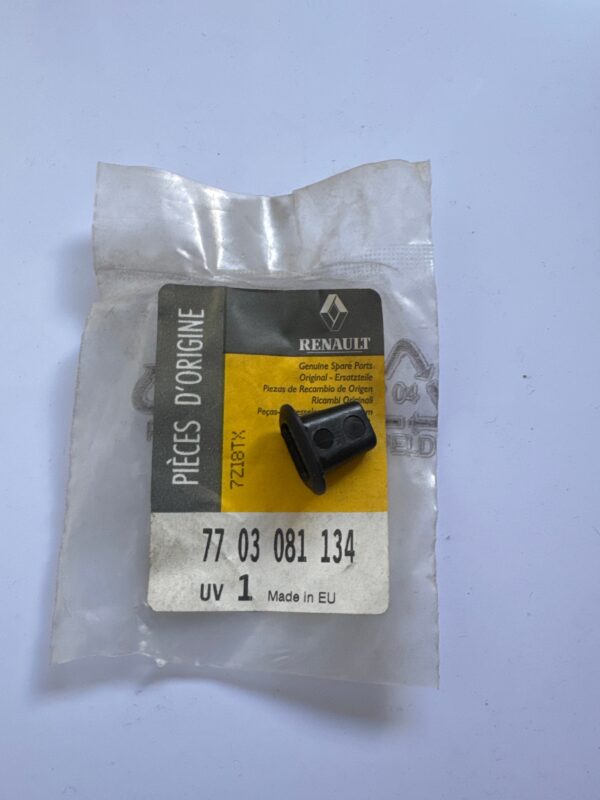 PIÈCES D'ORIGINE
RENAULT
Genuine Spare Parts
Original - Ersatzteile
Piezas de Recambio de Origen
Ricambi Originali
7Z18TX
04
77 03 081 134
UV 1 Made in EU